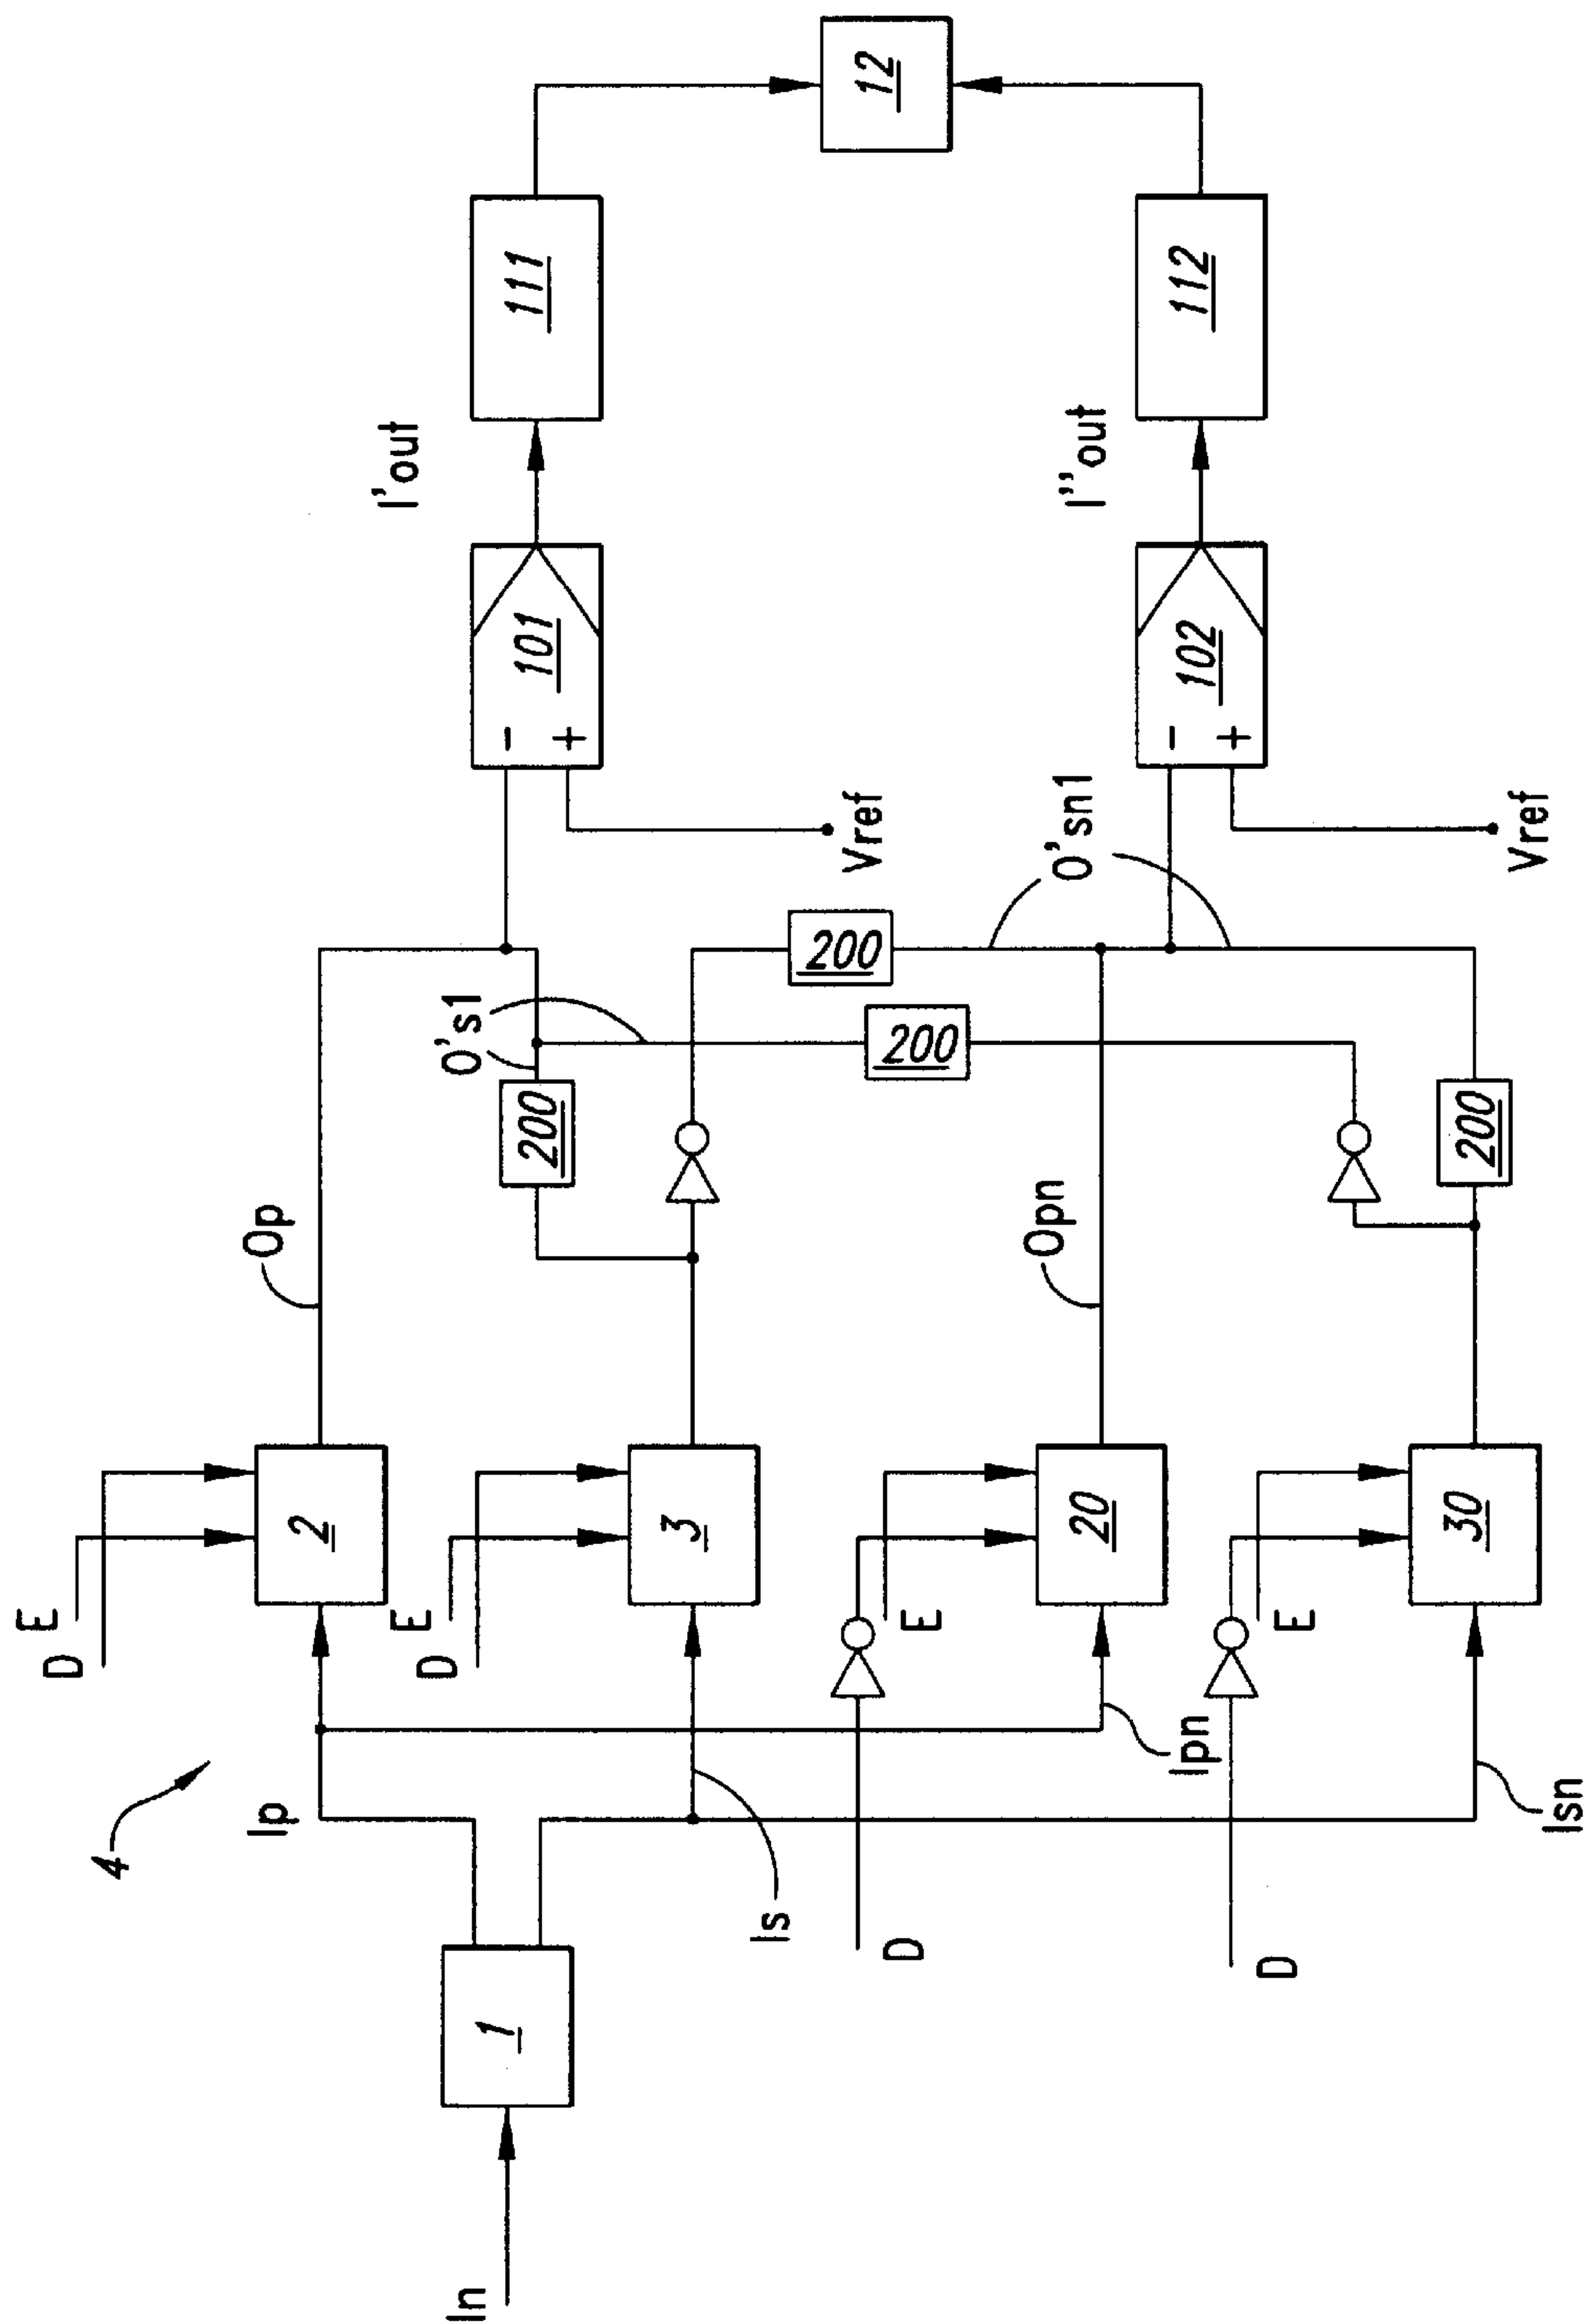 4
In
1
Ip
Is
Ipn
Isn
D
E
2
D
E
3
D
E
20
D
E
30
Op
Opn
O's1
200
200
200
200
O'sn1
Vref
Vref
-
+
101
-
+
102
I'out
I''out
111
112
12